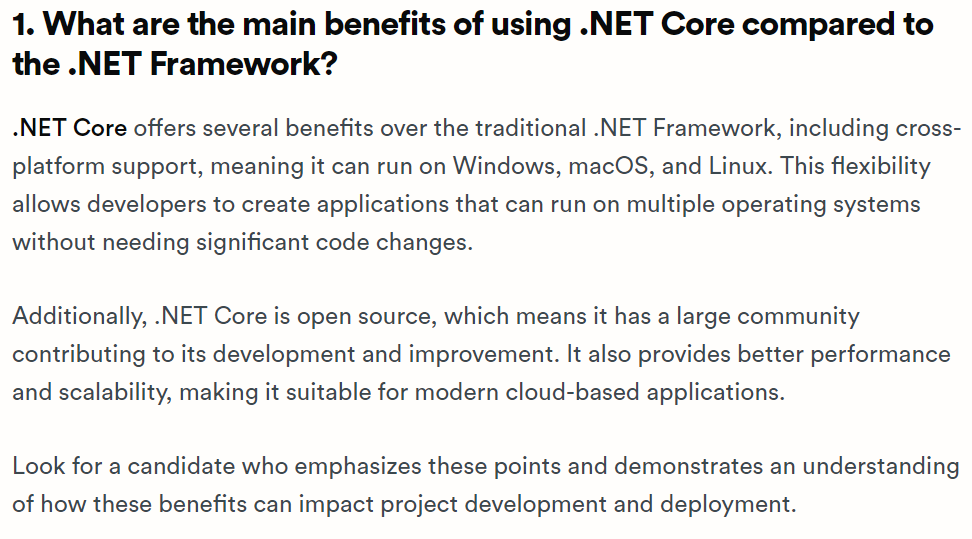 1. What are the main benefits of using .NET Core compared to
the .NET Framework?
.NET Core offers several benefits over the traditional .NET Framework, including cross-
platform support, meaning it can run on Windows, macOS, and Linux. This flexibility
allows developers to create applications that can run on multiple operating systems
without needing significant code changes.
Additionally, .NET Core is open source, which means it has a large community
contributing to its development and improvement. It also provides better performance
and scalability, making it suitable for modern cloud-based applications.
Look for a candidate who emphasizes these points and demonstrates an understanding
of how these benefits can impact project development and deployment.